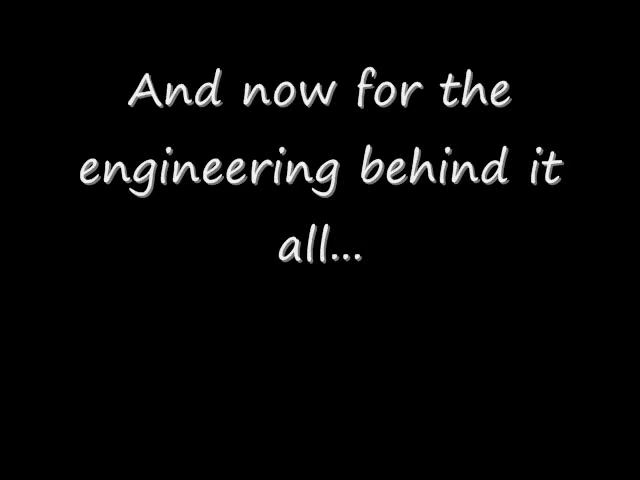 And now for the
engineering behind it
all...